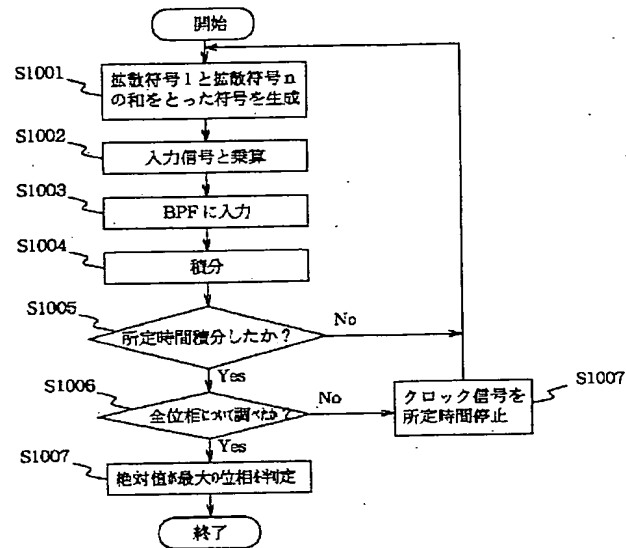 開始
S1001
拡散符号1と拡散符号n
の和をとった符号を生成
S1002
入力信号と乗算
S1003
BPFに入力
S1004
積分
S1005
所定時間積分したか?
No
Yes
S1006
全位相について調べたか?
No
S1007
クロック信号を
所定時間停止
Yes
S1007
絶対値が最大の位相を判定
終了